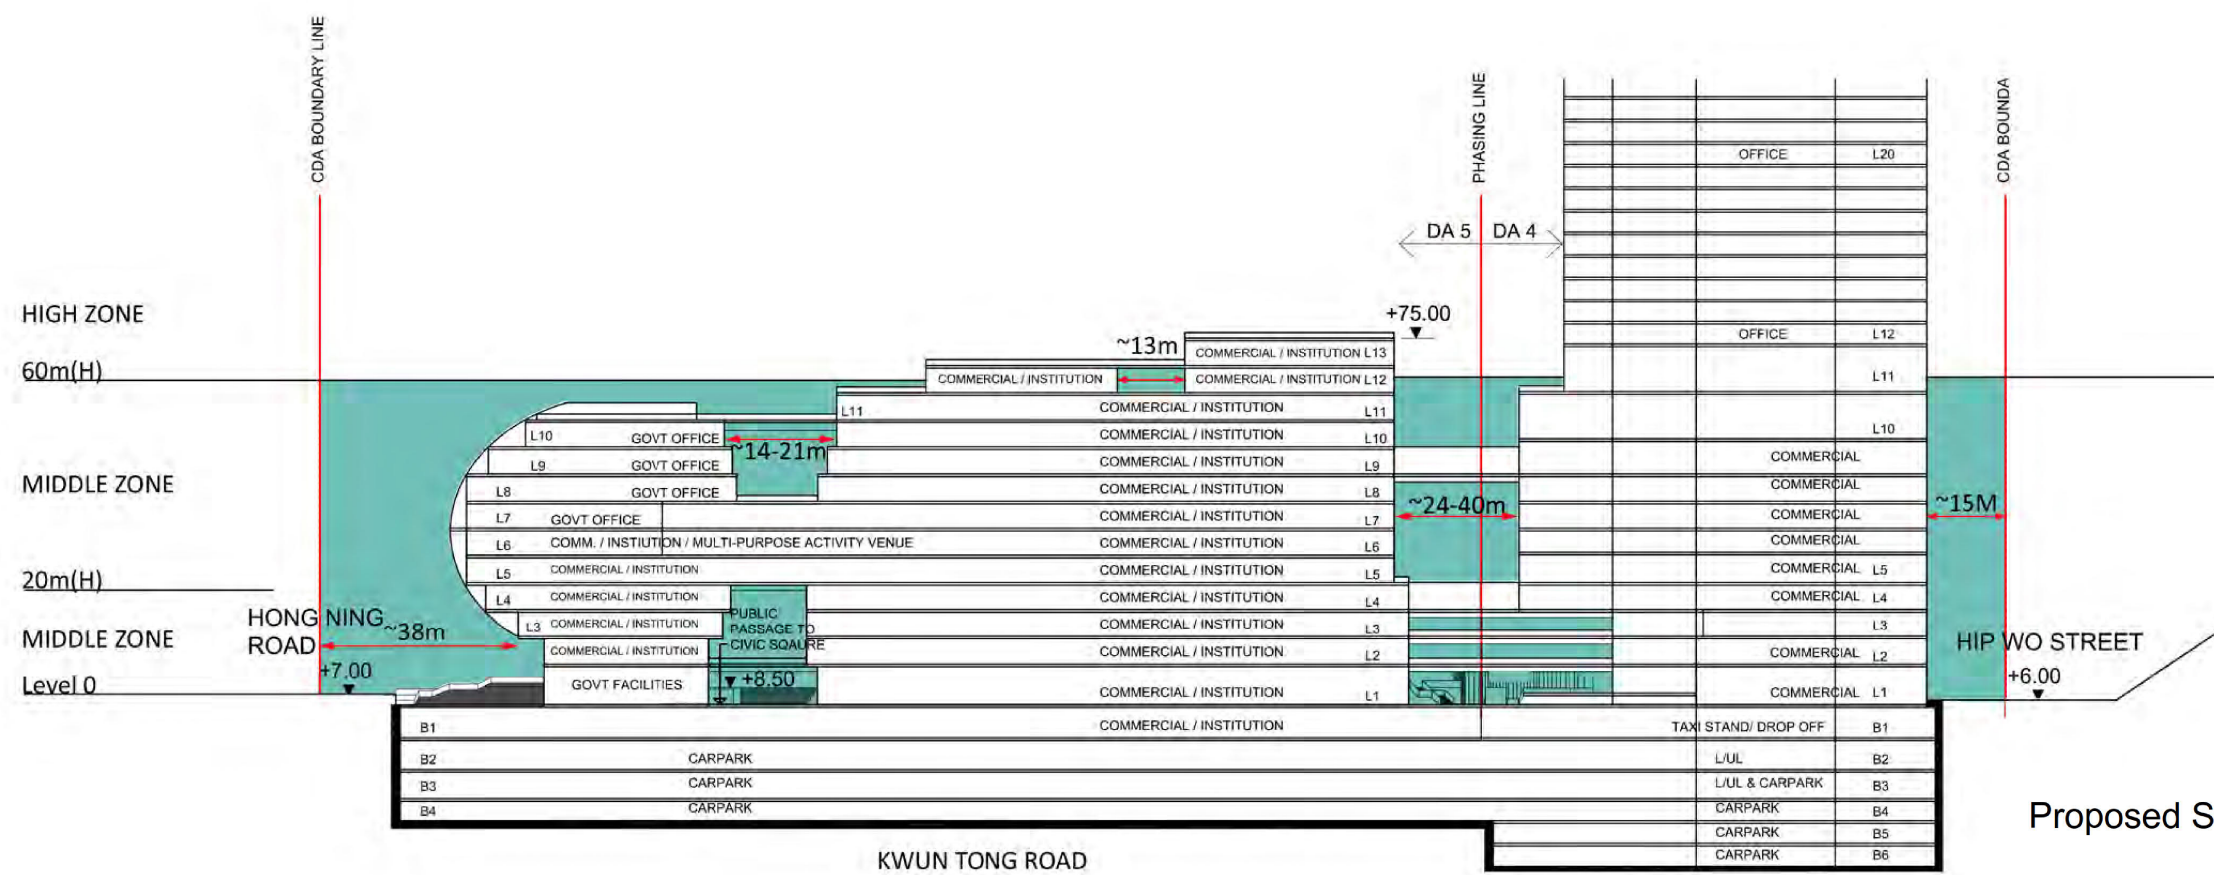 CDA BOUNDARY LINE
PHASING LINE
CDA BOUNDA
OFFICE L20
DA 5 DA 4
HIGH ZONE
+75.00
OFFICE L12
~13m
COMMERCIAL / INSTITUTION L13
60m(H)
COMMERCIAL / INSTITUTION COMMERCIAL / INSTITUTION L12
L11
L11 COMMERCIAL / INSTITUTION L11
L10 GOVT OFFICE COMMERCIAL / INSTITUTION L10
L10
~14-21m
L9 GOVT OFFICE COMMERCIAL / INSTITUTION L9
COMMERCIAL
MIDDLE ZONE
L8 GOVT OFFICE COMMERCIAL / INSTITUTION L8
COMMERCIAL
~24-40m
~15M
L7 GOVT OFFICE COMMERCIAL / INSTITUTION L7
COMMERCIAL
L6 COMM. / INSTIUTION / MULTI-PURPOSE ACTIVITY VENUE COMMERCIAL / INSTITUTION L6
COMMERCIAL
L5 COMMERCIAL / INSTITUTION COMMERCIAL / INSTITUTION L5
COMMERCIAL L5
20m(H)
L4 COMMERCIAL / INSTITUTION COMMERCIAL / INSTITUTION L4
COMMERCIAL L4
HONG NING
ROAD
~38m
PUBLIC
PASSAGE TO
CIVIC SQAURE
L3 COMMERCIAL / INSTITUTION COMMERCIAL / INSTITUTION L3
L3
MIDDLE ZONE
HIP WO STREET
COMMERCIAL / INSTITUTION COMMERCIAL / INSTITUTION L2
COMMERCIAL L2
+7.00
+8.50
+6.00
Level 0
GOVT FACILITIES COMMERCIAL / INSTITUTION L1
COMMERCIAL L1
B1 COMMERCIAL / INSTITUTION TAXI STAND/ DROP OFF B1
B2 CARPARK L/UL B2
B3 CARPARK L/UL & CARPARK B3
B4 CARPARK CARPARK B4
CARPARK B5
CARPARK B6
Proposed S
KWUN TONG ROAD